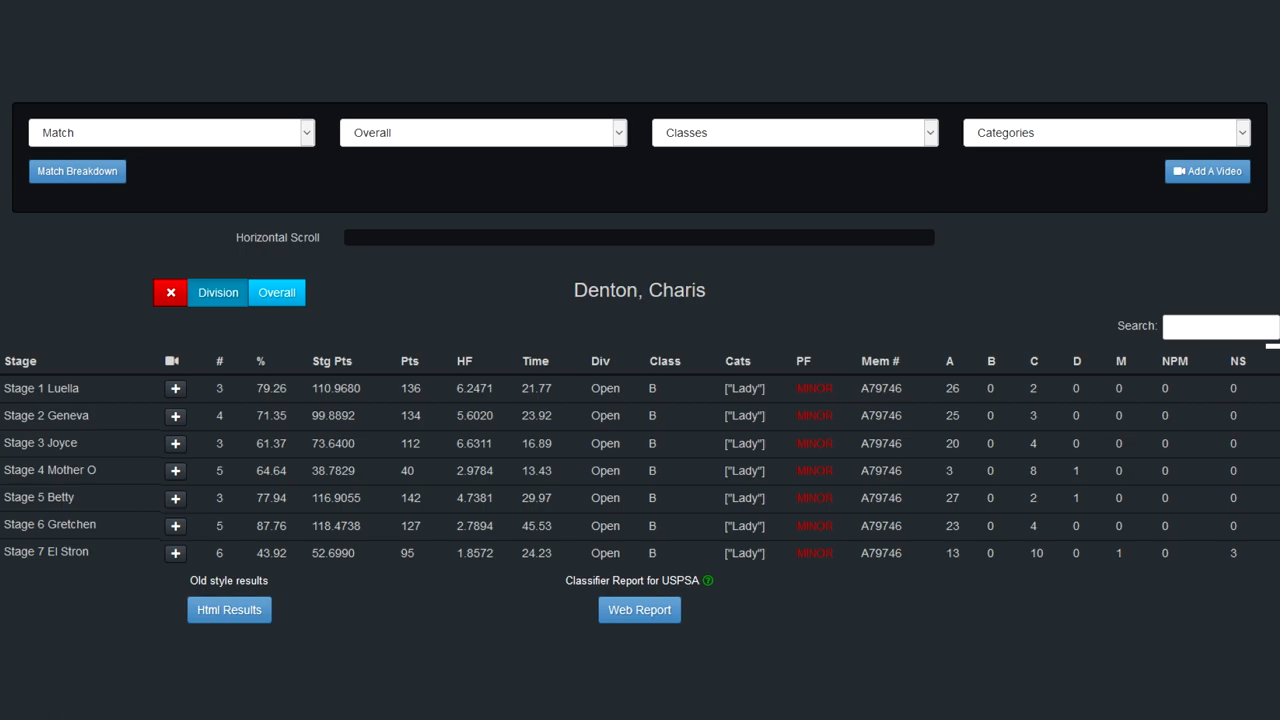 Match Overall Classes Categories
Match Breakdown Add A Video
Horizontal Scroll
Division Overall Denton, Charis
Search:
Stage # % Stg Pts Pts HF Time Div Class Cats PF Mem # A B C D M NPM NS
Stage 1 Luella 3 79.26 110.9680 136 6.2471 21.77 Open B ["Lady"] MINOR A79746 26 0 2 0 0 0 0
Stage 2 Geneva 4 71.35 99.8892 134 5.6020 23.92 Open B ["Lady"] MINOR A79746 25 0 3 0 0 0 0
Stage 3 Joyce 3 61.37 73.6400 112 6.6311 16.89 Open B ["Lady"] MINOR A79746 20 0 4 0 0 0 0
Stage 4 Mother O 5 64.64 38.7829 40 2.9784 13.43 Open B ["Lady"] MINOR A79746 3 0 8 1 0 0 0
Stage 5 Betty 3 77.94 116.9055 142 4.7381 29.97 Open B ["Lady"] MINOR A79746 27 0 2 1 0 0 0
Stage 6 Gretchen 5 87.76 118.4738 127 2.7894 45.53 Open B ["Lady"] MINOR A79746 23 0 4 0 0 0 0
Stage 7 El Stron 6 43.92 52.6990 95 1.8572 24.23 Open B ["Lady"] MINOR A79746 13 0 10 0 1 0 3
Old style results Classifier Report for USPSA
Html Results Web Report